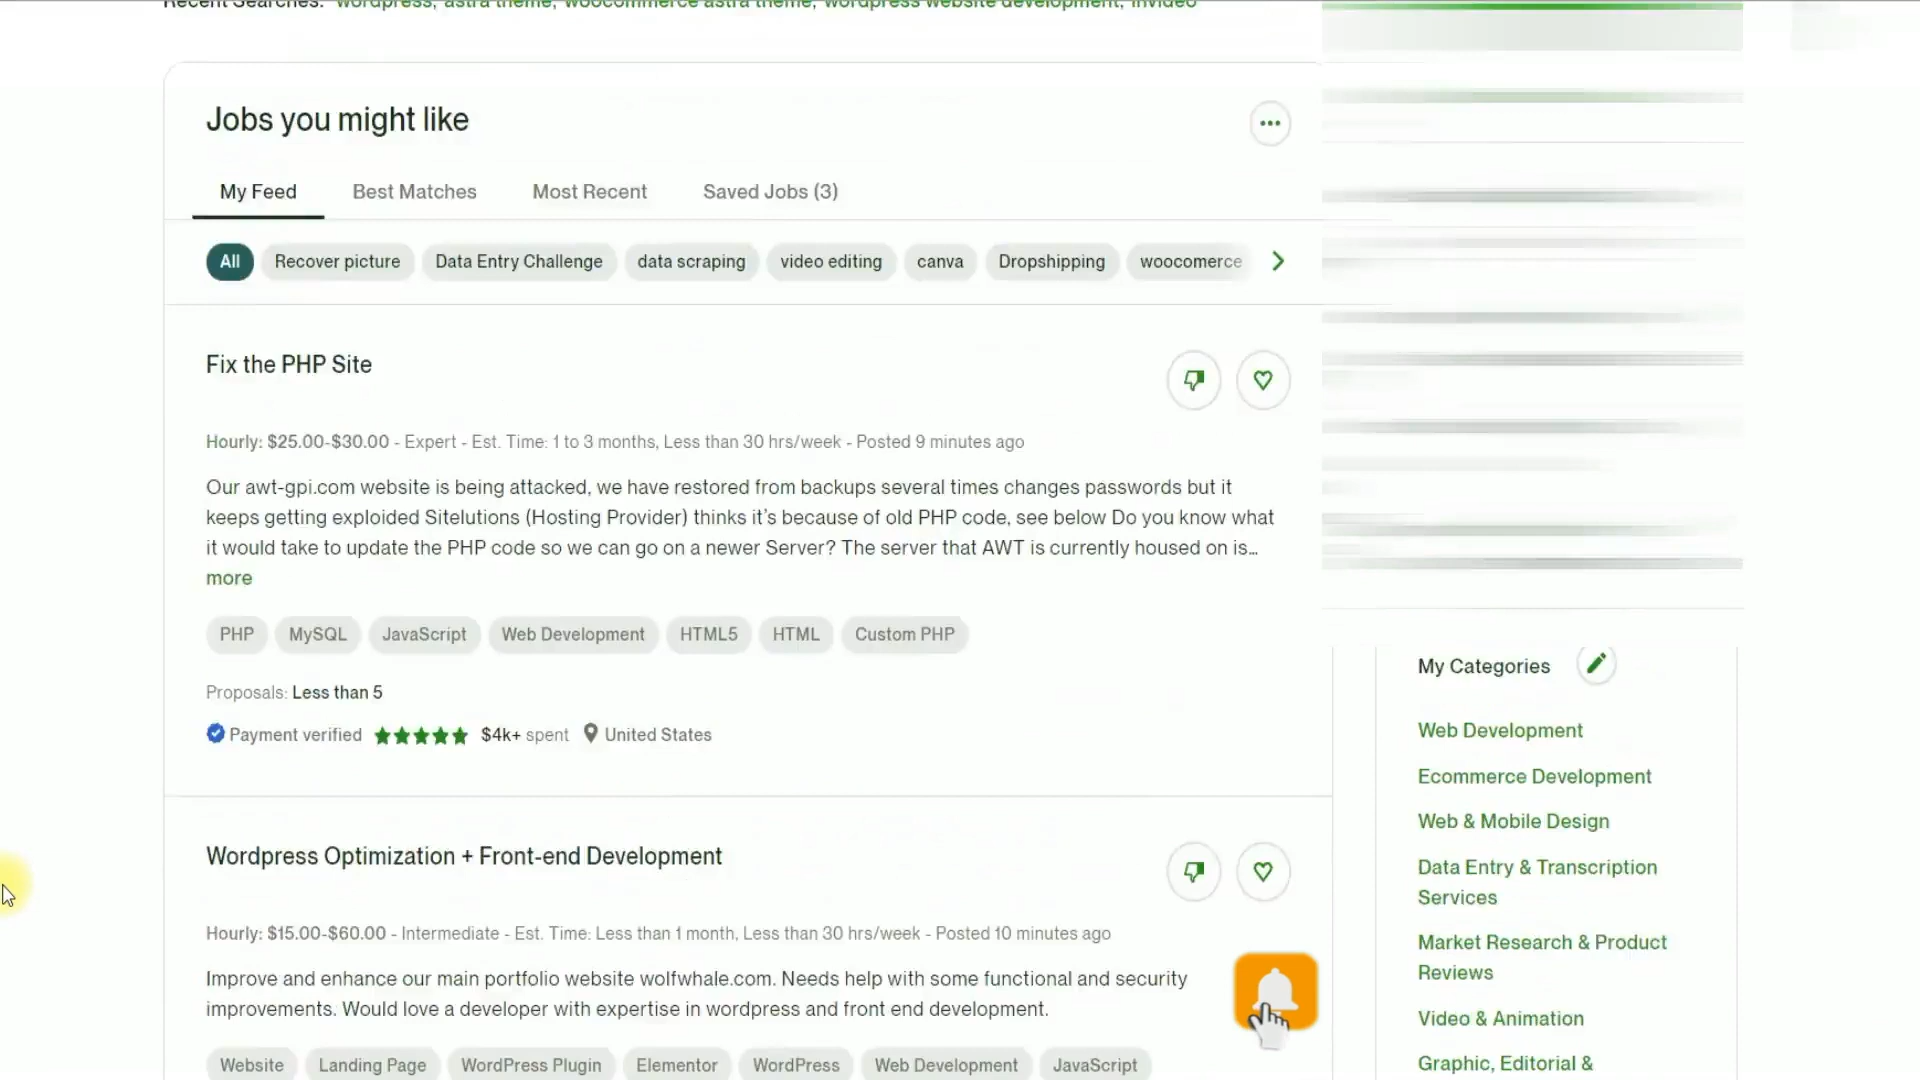 Recent Searches: wordpress, astra theme, woocommerce astra theme, wordpress website development, invideo
Jobs you might like
My Feed Best Matches Most Recent Saved Jobs (3)
All Recover picture Data Entry Challenge data scraping video editing canva Dropshipping woocomerce
Fix the PHP Site
Hourly: $25.00-$30.00 - Expert - Est. Time: 1 to 3 months, Less than 30 hrs/week - Posted 9 minutes ago
Our awt-gpi.com website is being attacked, we have restored from backups several times changes passwords but it
keeps getting exploided Sitelutions (Hosting Provider) thinks it's because of old PHP code, see below Do you know what
it would take to update the PHP code so we can go on a newer Server? The server that AWT is currently housed on is...
more
PHP MySQL JavaScript Web Development HTML5 HTML Custom PHP
Proposals: Less than 5
Payment verified $4k+ spent United States
Wordpress Optimization + Front-end Development
Hourly: $15.00-$60.00 - Intermediate - Est. Time: Less than 1 month, Less than 30 hrs/week - Posted 10 minutes ago
Improve and enhance our main portfolio website wolfwhale.com. Needs help with some functional and security
improvements. Would love a developer with expertise in wordpress and front end development.
Website Landing Page WordPress Plugin Elementor WordPress Web Development JavaScript
My Categories
Web Development
Ecommerce Development
Web & Mobile Design
Data Entry & Transcription
Services
Market Research & Product
Reviews
Video & Animation
Graphic, Editorial &